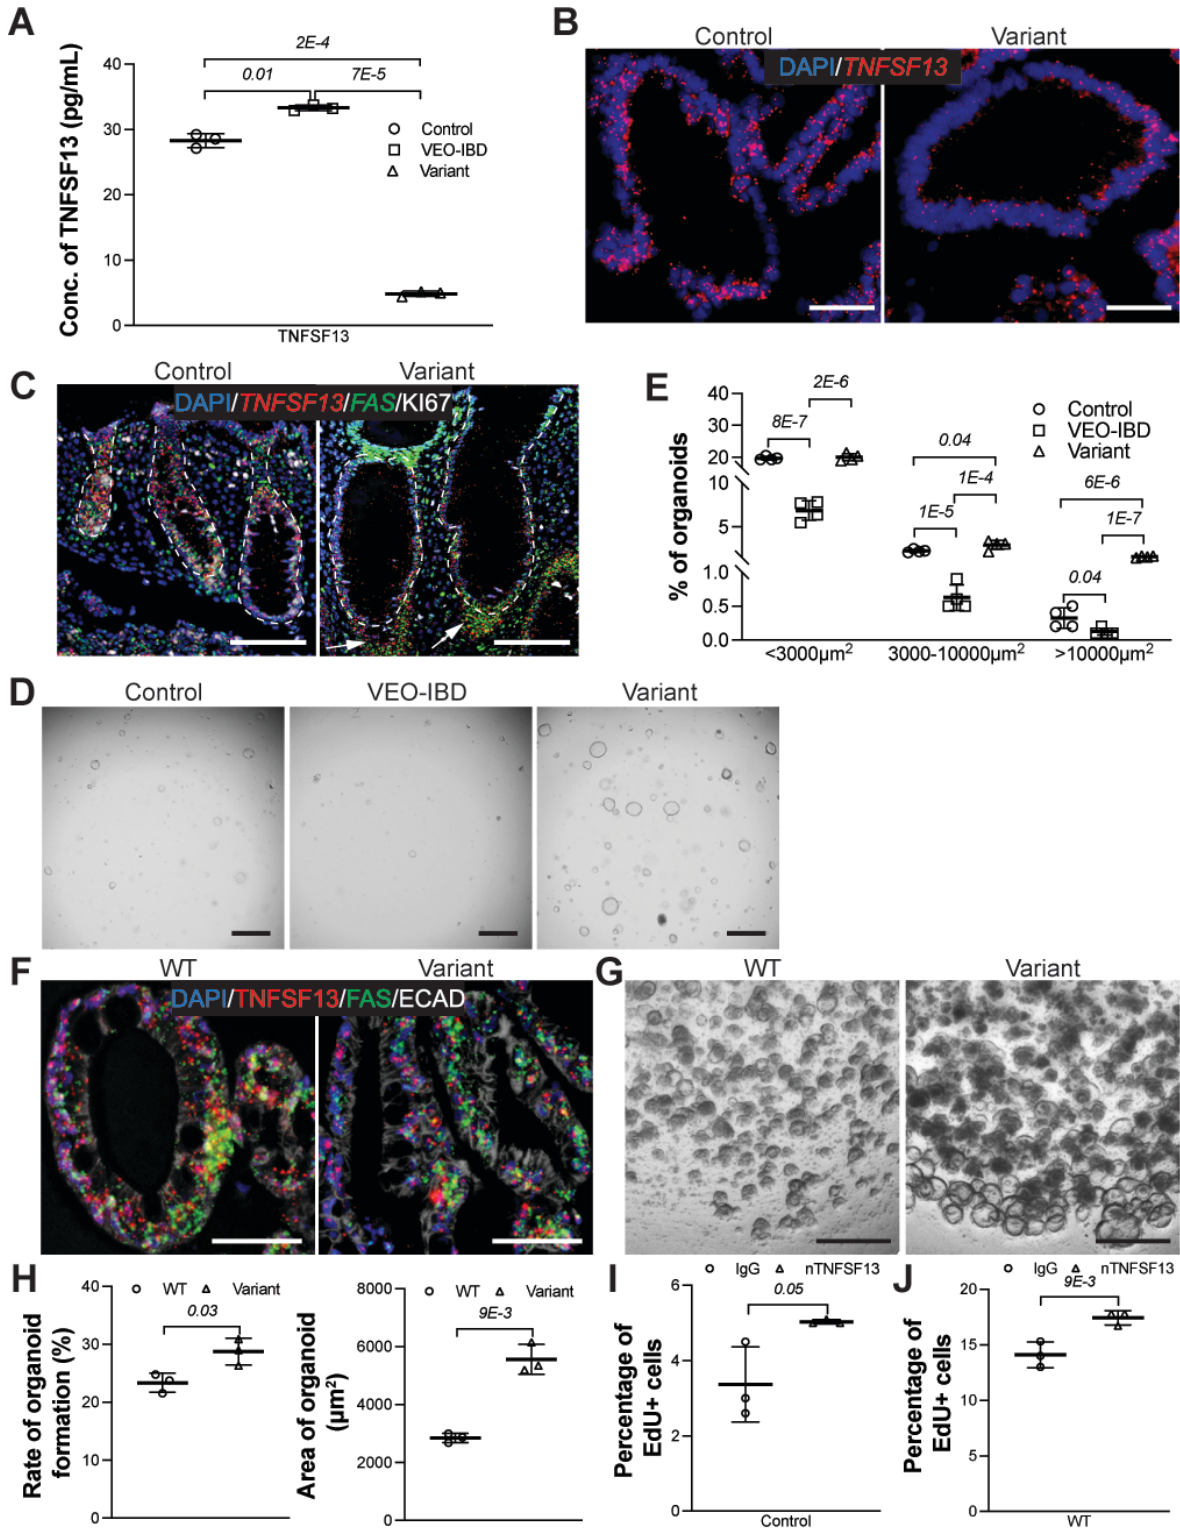 A
Conc. of TNFSF13 (pg/mL)
40
30
20
10
0
2E-4
0.01
7E-5
Control
VEO-IBD
Variant
TNFSF13
B
Control
Variant
DAPI/TNFSF13
C
Control
Variant
DAPI/TNFSF13/FAS/KI67
E
% of organoids
40
30
20
10
5
1.0
0.5
0.0
8E-7
2E-6
0.04
1E-4
1E-5
6E-6
1E-7
0.04
Control
VEO-IBD
Variant
<3000µm2
3000-10000µm2
>10000µm2
D
Control
VEO-IBD
Variant
F
WT
Variant
DAPI/TNFSF13/FAS/ECAD
G
WT
Variant
H
Rate of organoid
formation (%)
40
30
20
10
0
WT
Variant
0.03
Area of organoid
(µm2)
8000
6000
4000
2000
0
WT
Variant
9E-3
I
Percentage of
EdU+ cells
6
4
2
0
IgG
nTNFSF13
0.05
Control
J
Percentage of
EdU+ cells
20
15
10
5
0
IgG
nTNFSF13
9E-3
WT